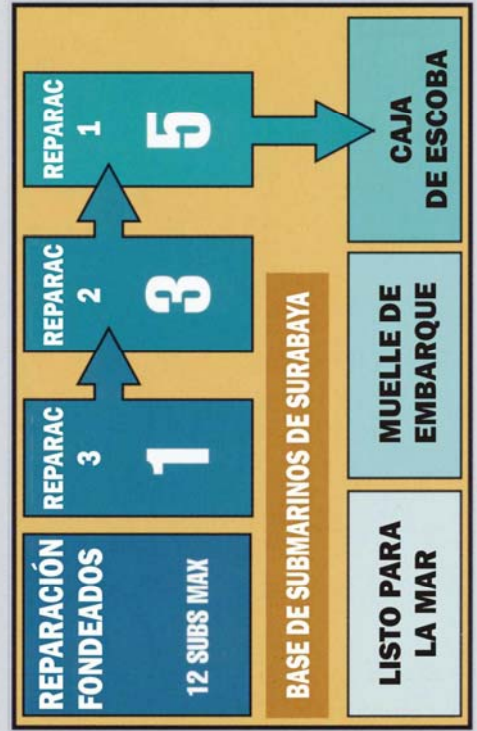 REPARACIÓN
FONDEADOS
12 SUBS MAX
REPARAC
3
1
REPARAC
2
3
REPARAC
1
5
BASE DE SUBMARINOS DE SURABAYA
LISTO PARA
LA MAR
MUELLE DE
EMBARQUE
CAJA
DE ESCOBA